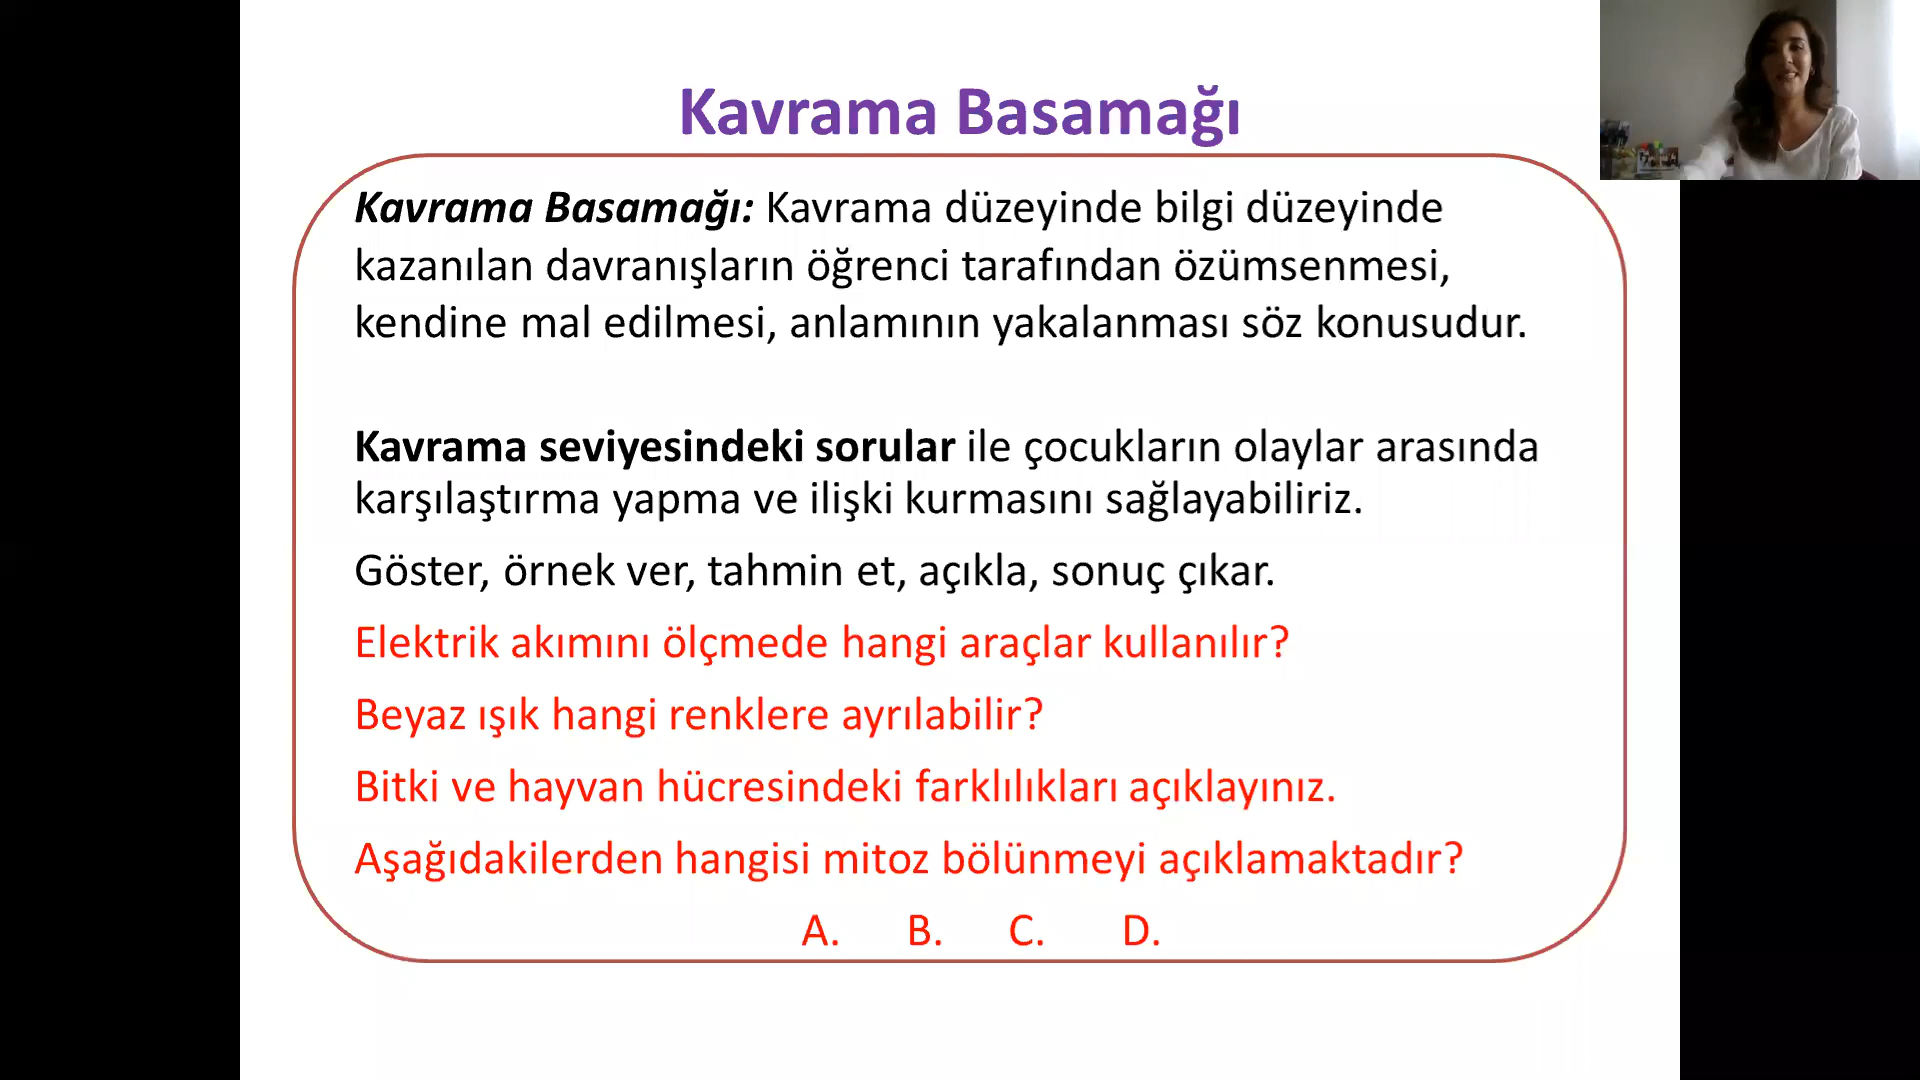 Kavrama Basamağı
Kavrama Basamağı: Kavrama düzeyinde bilgi düzeyinde
kazanılan davranışların öğrenci tarafından özümsenmesi,
kendine mal edilmesi, anlamının yakalanması söz konusudur.
Kavrama seviyesindeki sorular ile çocukların olaylar arasında
karşılaştırma yapma ve ilişki kurmasını sağlayabiliriz.
Göster, örnek ver, tahmin et, açıkla, sonuç çıkar.
Elektrik akımını ölçmede hangi araçlar kullanılır?
Beyaz ışık hangi renklere ayrılabilir?
Bitki ve hayvan hücresindeki farklılıkları açıklayınız.
Aşağıdakilerden hangisi mitoz bölünmeyi açıklamaktadır?
A. B. C. D.